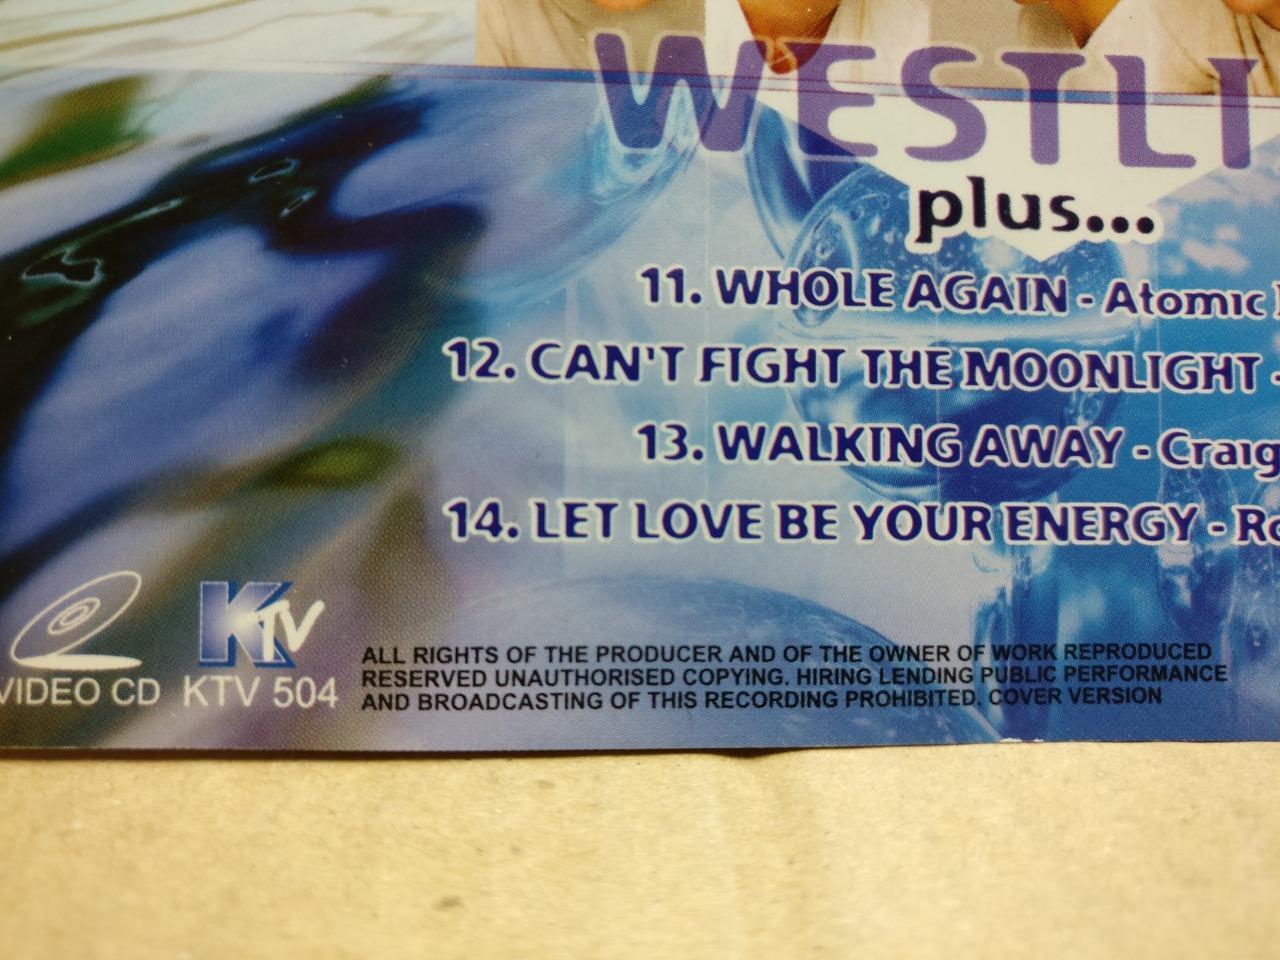 WESTLI
plus...
11. WHOLE AGAIN - Atomic
12. CAN'T FIGHT THE MOONLIGHT -
13. WALKING AWAY - Craig
14. LET LOVE BE YOUR ENERGY - Ro
KTV
VIDEO CD
KTV 504
ALL RIGHTS OF THE PRODUCER AND OF THE OWNER OF WORK REPRODUCED
RESERVED UNAUTHORISED COPYING. HIRING LENDING PUBLIC PERFORMANCE
AND BROADCASTING OF THIS RECORDING PROHIBITED. COVER VERSION